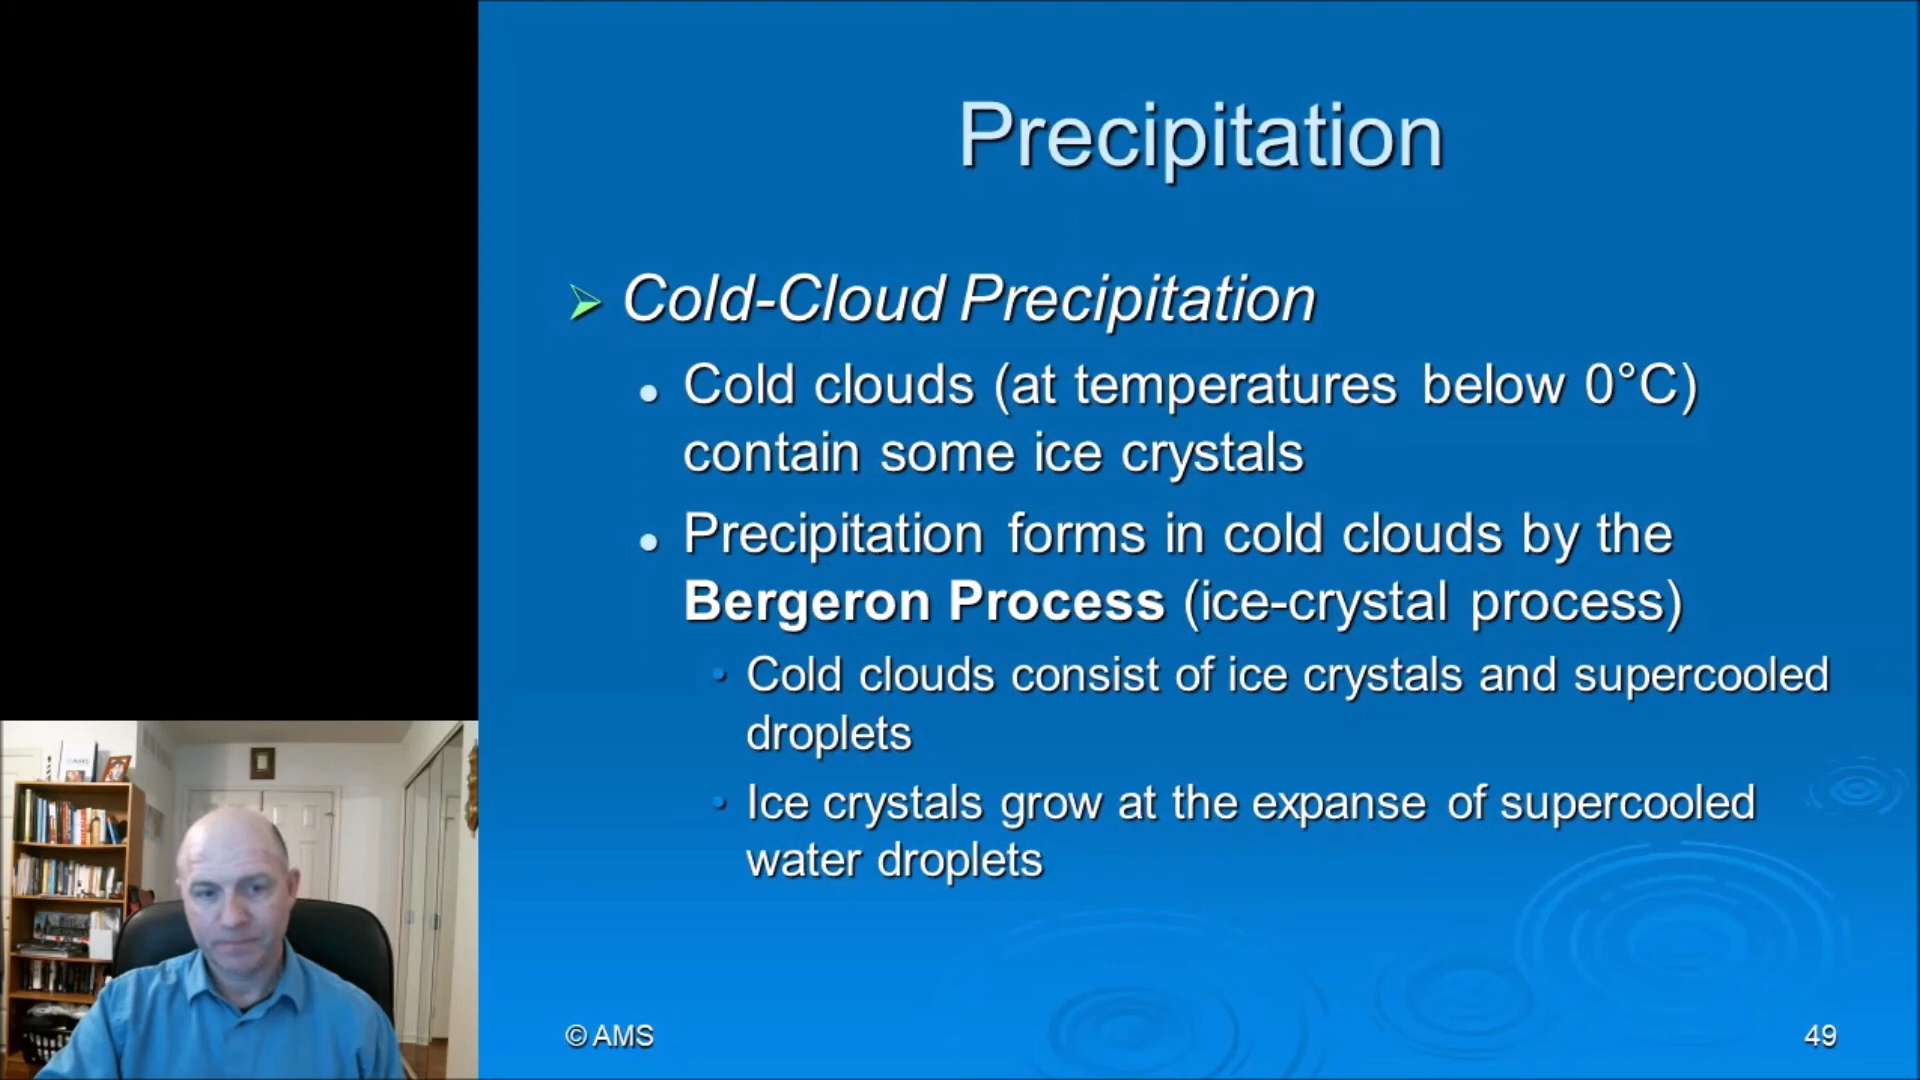 Precipitation
Cold-Cloud Precipitation
Cold clouds (at temperatures below 0°C)
contain some ice crystals
Precipitation forms in cold clouds by the
Bergeron Process (ice-crystal process)
Cold clouds consist of ice crystals and supercooled
droplets
Ice crystals grow at the expanse of supercooled
water droplets
© AMS
49